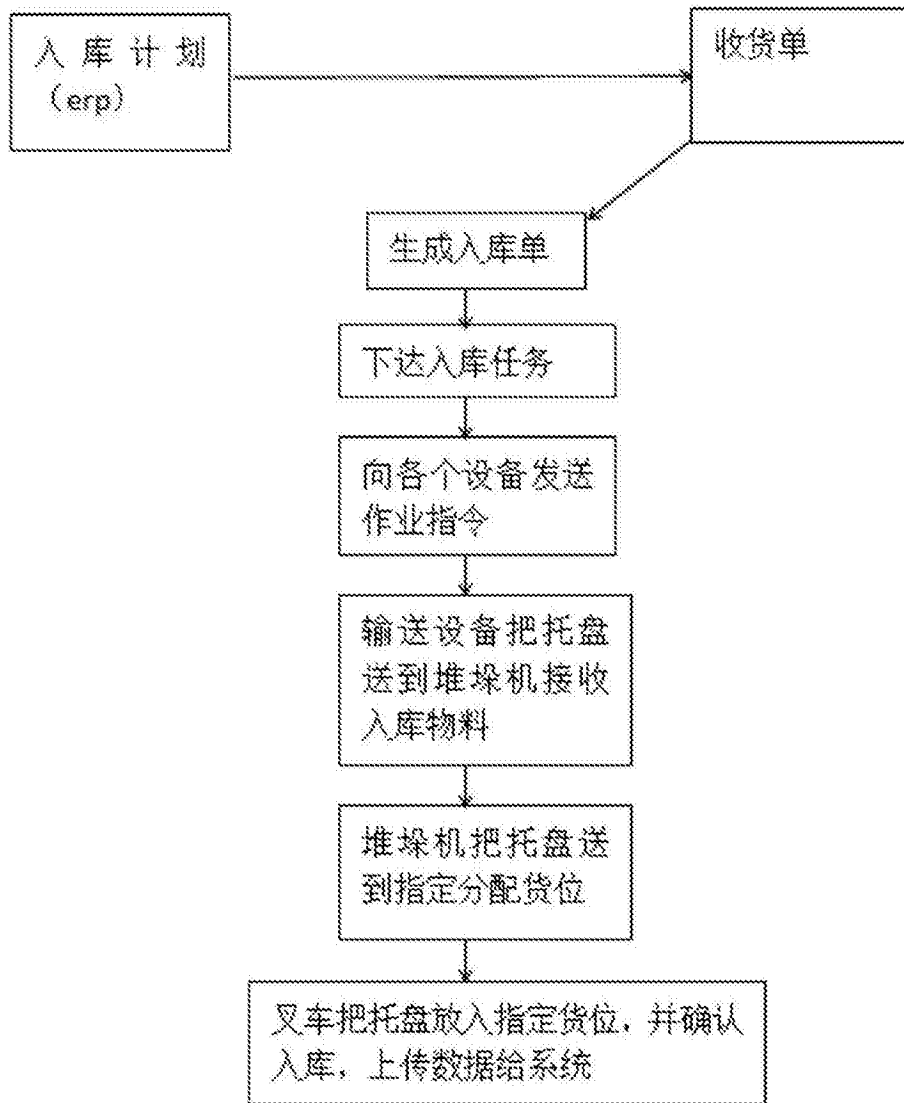 入库计划
（erp）
收货单
生成入库单
下达入库任务
向各个设备发送
作业指令
输送设备把托盘
送到堆垛机接收
入库物料
堆垛机把托盘送
到指定分配货位
叉车把托盘放入指定货位，并确认
入库，上传数据给系统